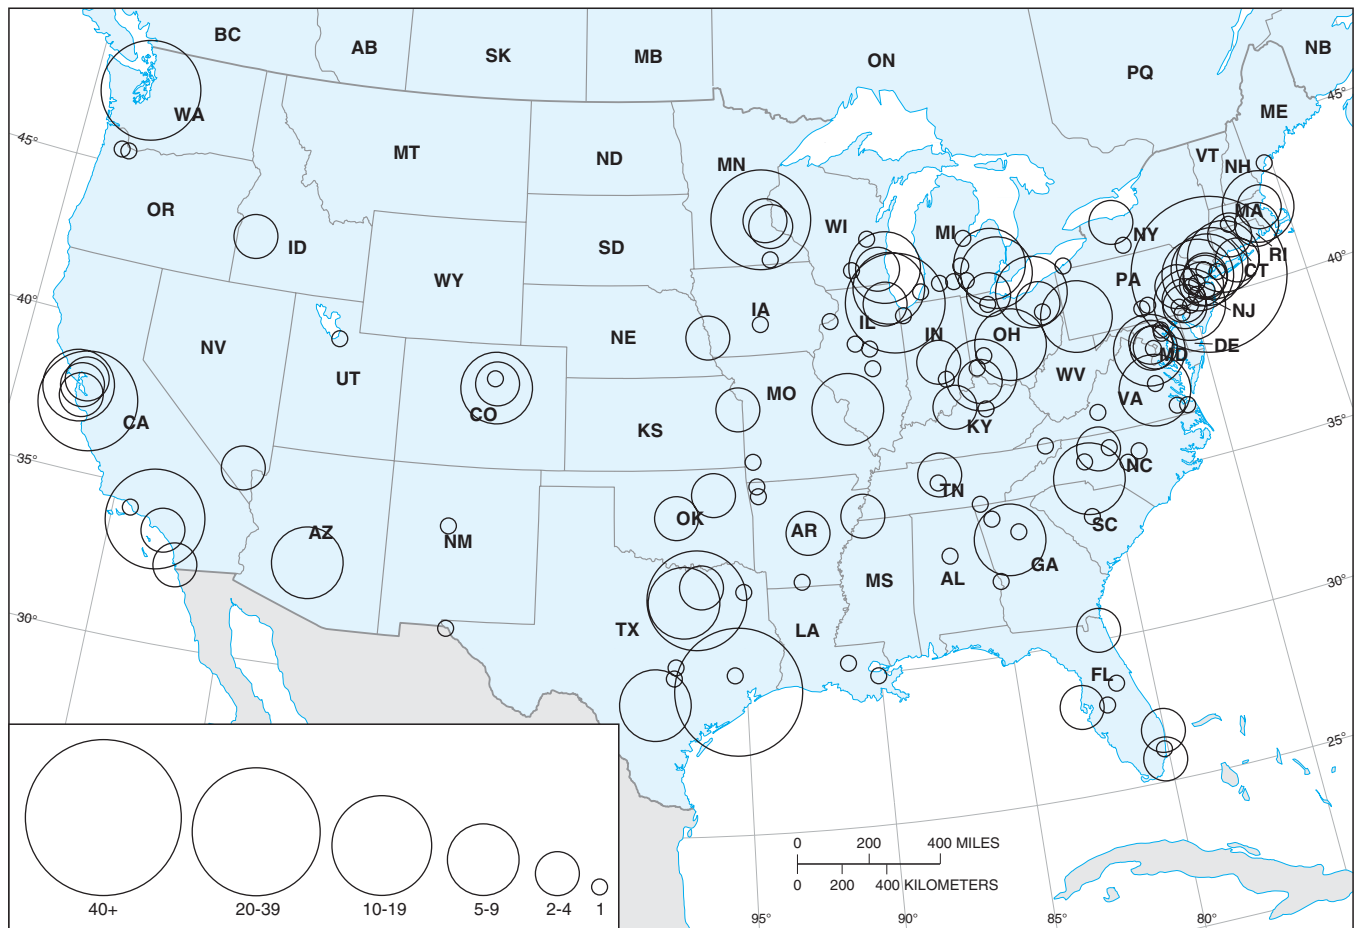 BC
AB
SK
MB
ON
PQ
NB
45°
ME
WA
45°
MT
ND
MN
VT
NH
OR
ID
SD
WI
MI
NY
MA
RI
CT
40°
WY
PA
40°
NV
UT
CO
NE
IA
IL
IN
OH
NJ
DE
MD
WV
VA
CA
KS
MO
KY
35°
35°
AZ
NM
OK
AR
TN
NC
SC
MS
AL
GA
30°
30°
TX
LA
FL
25°
0 200 400 MILES
0 200 400 KILOMETERS
40+ 20-39 10-19 5-9 2-4 1
95° 90° 85° 80°